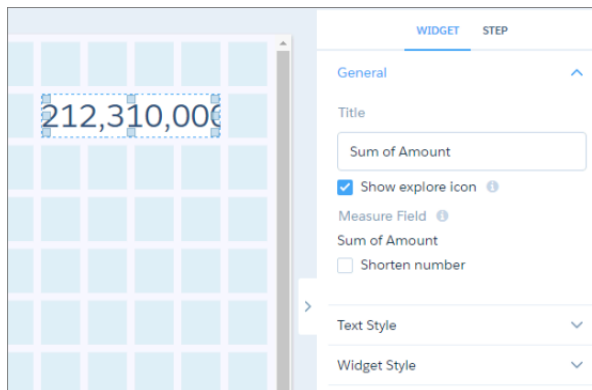 212,310,000
WIDGET STEP
General
Title
Sum of Amount
Show explore icon
Measure Field
Sum of Amount
Shorten number
Text Style
Widget Style